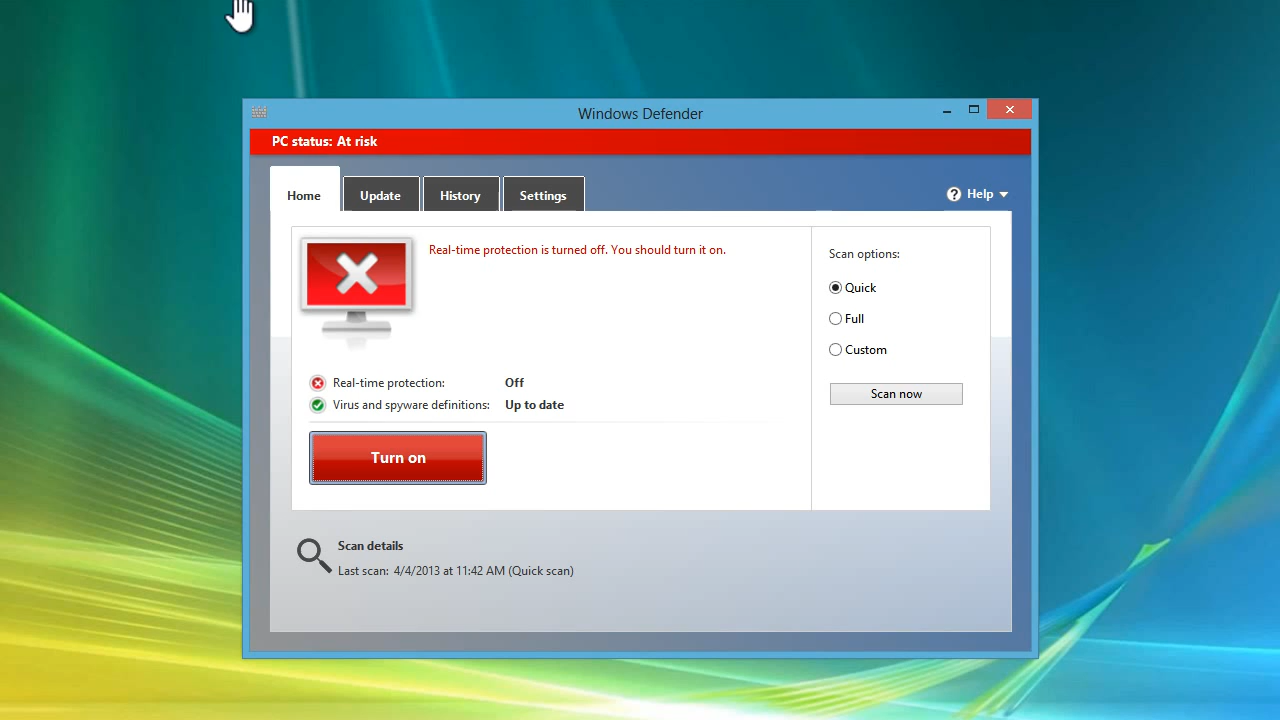 Windows Defender
PC status: At risk
Home
Update
History
Settings
Help
Real-time protection is turned off. You should turn it on.
Scan options:
Quick
Full
Custom
Scan now
Real-time protection: Off
Virus and spyware definitions: Up to date
Turn on
Scan details
Last scan: 4/4/2013 at 11:42 AM (Quick scan)